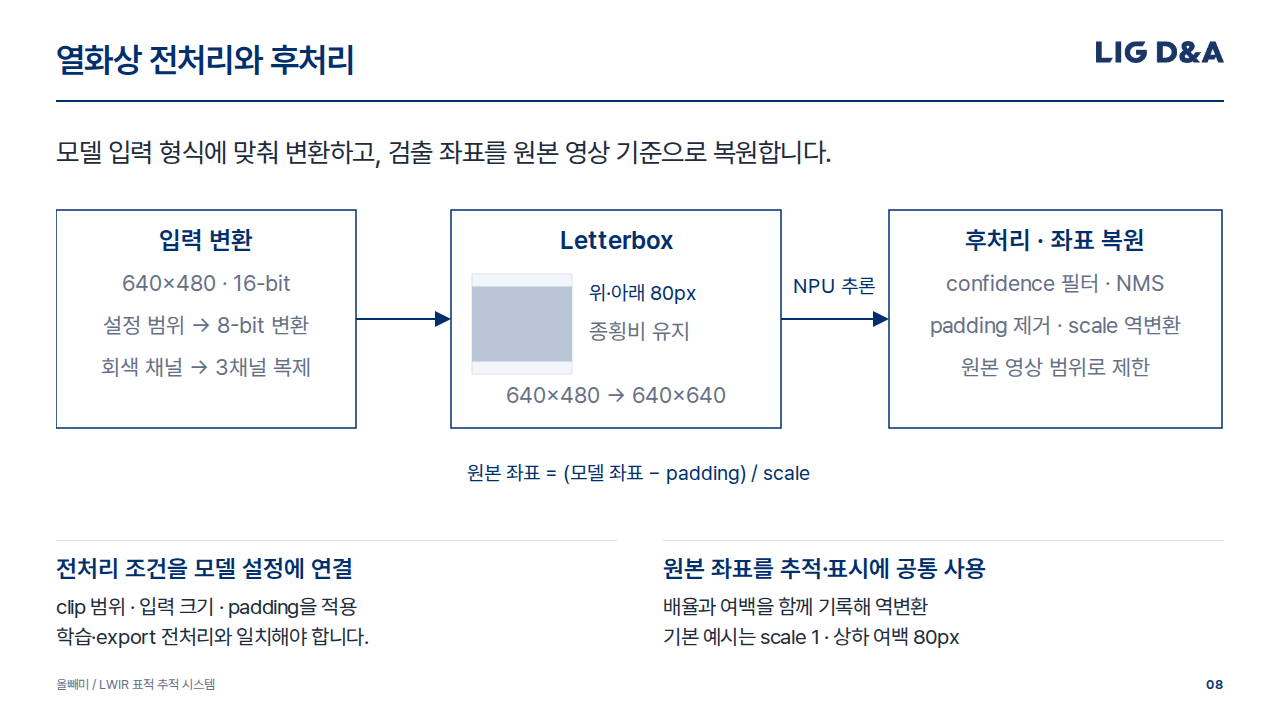 열화상 전처리와 후처리
LIG D&A
모델 입력 형식에 맞춰 변환하고, 검출 좌표를 원본 영상 기준으로 복원합니다.
입력 변환
640×480 · 16-bit
설정 범위 → 8-bit 변환
회색 채널 → 3채널 복제
Letterbox
위·아래 80px
종횡비 유지
640×480 → 640×640
NPU 추론
후처리 · 좌표 복원
confidence 필터 · NMS
padding 제거 · scale 역변환
원본 영상 범위로 제한
원본 좌표 = (모델 좌표 − padding) / scale
전처리 조건을 모델 설정에 연결
clip 범위 · 입력 크기 · padding을 적용
학습·export 전처리와 일치해야 합니다.
원본 좌표를 추적·표시에 공통 사용
배율과 여백을 함께 기록해 역변환
기본 예시는 scale 1 · 상하 여백 80px
올빼미 / LWIR 표적 추적 시스템
08